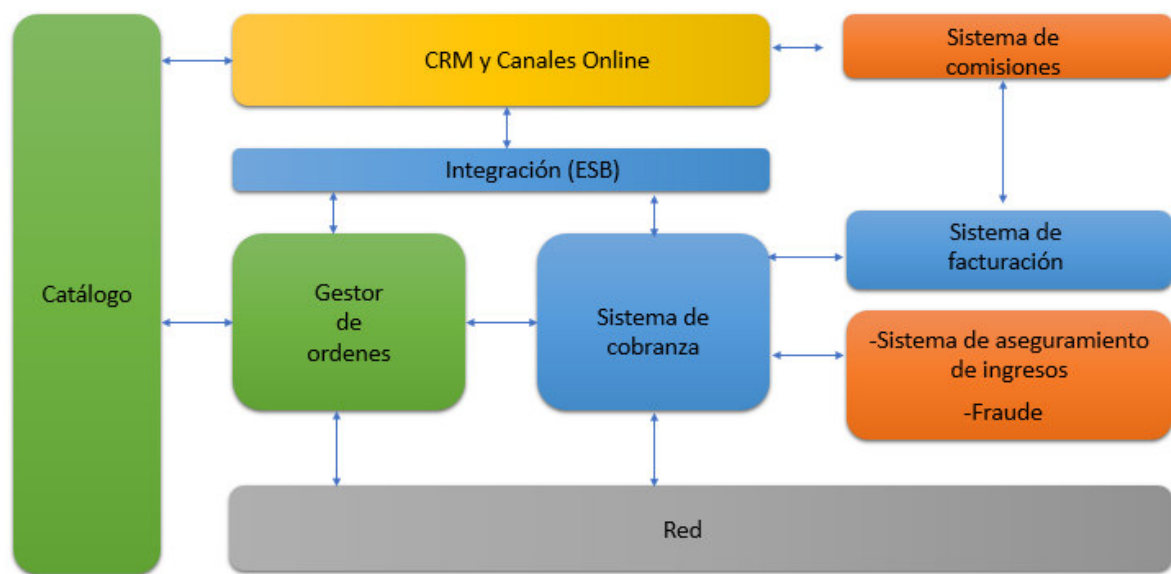 CRM y Canales Online
Sistema de
comisiones
Integración (ESB)
Catálogo
Gestor
de
ordenes
Sistema de
cobranza
Sistema de
facturación
-Sistema de aseguramiento
de ingresos
-Fraude
Red